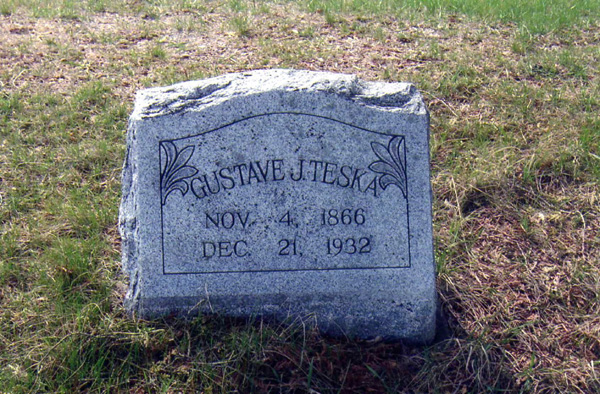 GUSTAVE J. TESKA
NOV. 4, 1866
DEC. 21, 1932